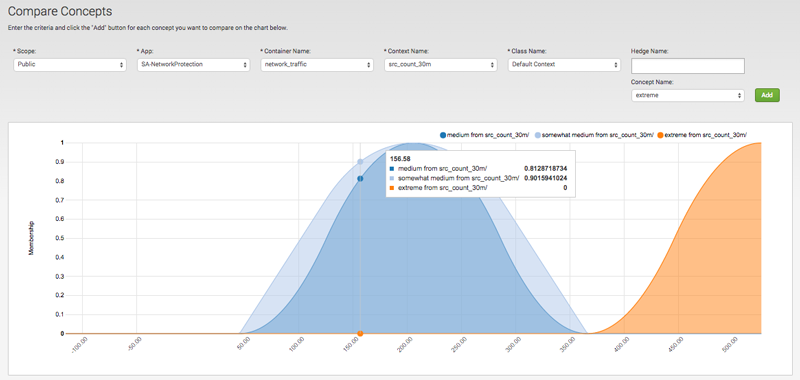 Compare Concepts
Enter the criteria and click the "Add" button for each concept you want to compare on the chart below.
* Scope: * App: * Container Name: * Context Name: * Class Name: Hedge Name:
Public SA-NetworkProtection network_traffic src_count_30m Default Context
Concept Name:
extreme Add
medium from src_count_30m/ somewhat medium from src_count_30m/ extreme from src_count_30m/
1
0.9
0.8
0.7
0.6
0.5
0.4
0.3
0.2
0.1
0
Membership
156.58
medium from src_count_30m/ 0.8128718734
somewhat medium from src_count_30m/ 0.9015941024
extreme from src_count_30m/ 0
-100.00 50.00 100.00 150.00 200.00 250.00 300.00 350.00 400.00 450.00 500.00